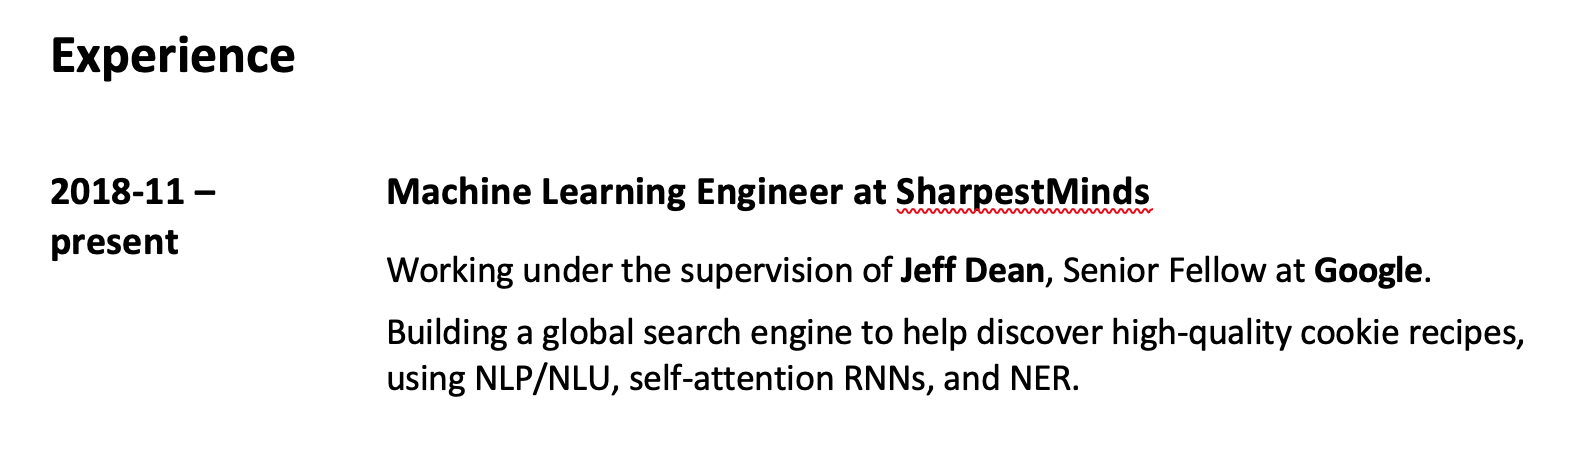 Experience
2018-11 –
present
Machine Learning Engineer at SharpestMinds
Working under the supervision of Jeff Dean, Senior Fellow at Google.
Building a global search engine to help discover high-quality cookie recipes,
using NLP/NLU, self-attention RNNs, and NER.